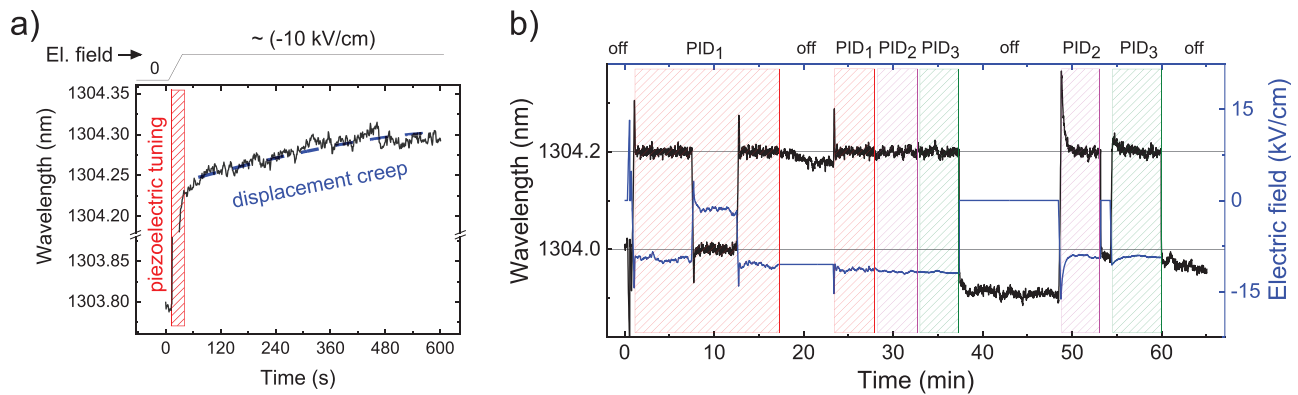 a)
El. field
0
~ (-10 kV/cm)
Wavelength (nm)
1304.35
1304.30
1304.25
1304.20
1303.85
1303.80
piezoelectric tuning
displacement creep
0
120
240
360
480
600
Time (s)
b)
off
PID1
off
PID1
PID2
PID3
off
PID2
PID3
off
Wavelength (nm)
1304.2
1304.0
15
0
-15
Electric field (kV/cm)
0
10
20
30
40
50
60
Time (min)